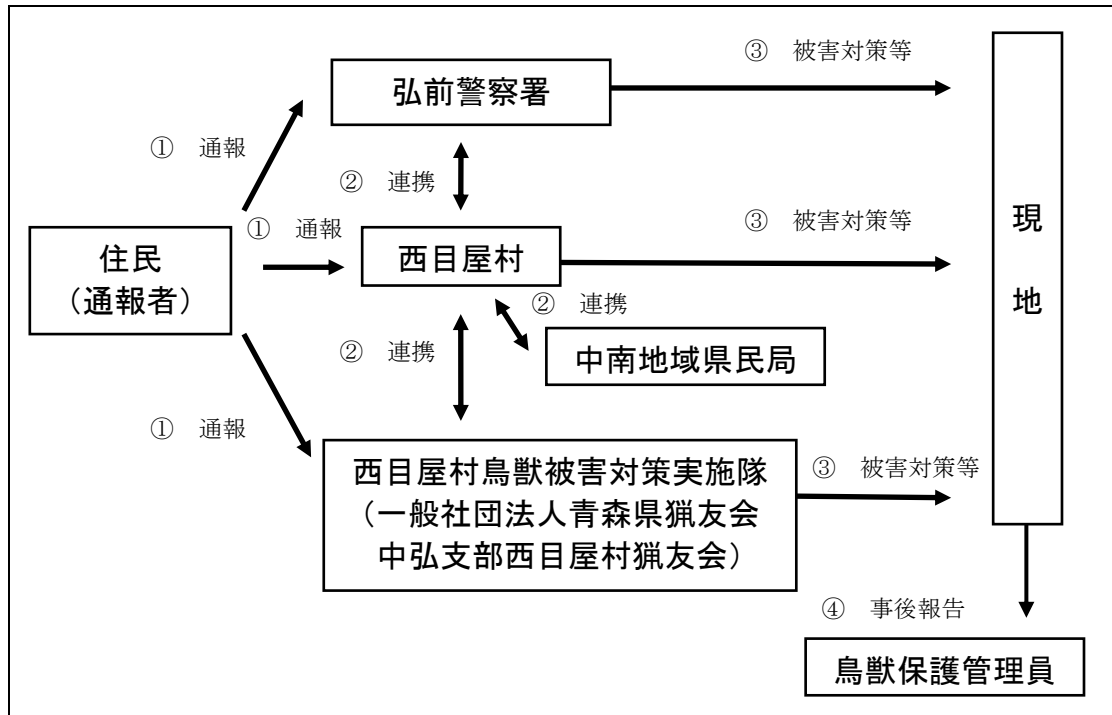 ③ 被害対策等
弘前警察署
① 通報
② 連携
① 通報
③ 被害対策等
住民
（通報者）
西目屋村
現地
② 連携
② 連携
中南地域県民局
① 通報
西目屋村鳥獣被害対策実施隊
（一般社団法人青森県猟友会
中弘支部西目屋村猟友会）
③ 被害対策等
④ 事後報告
鳥獣保護管理員